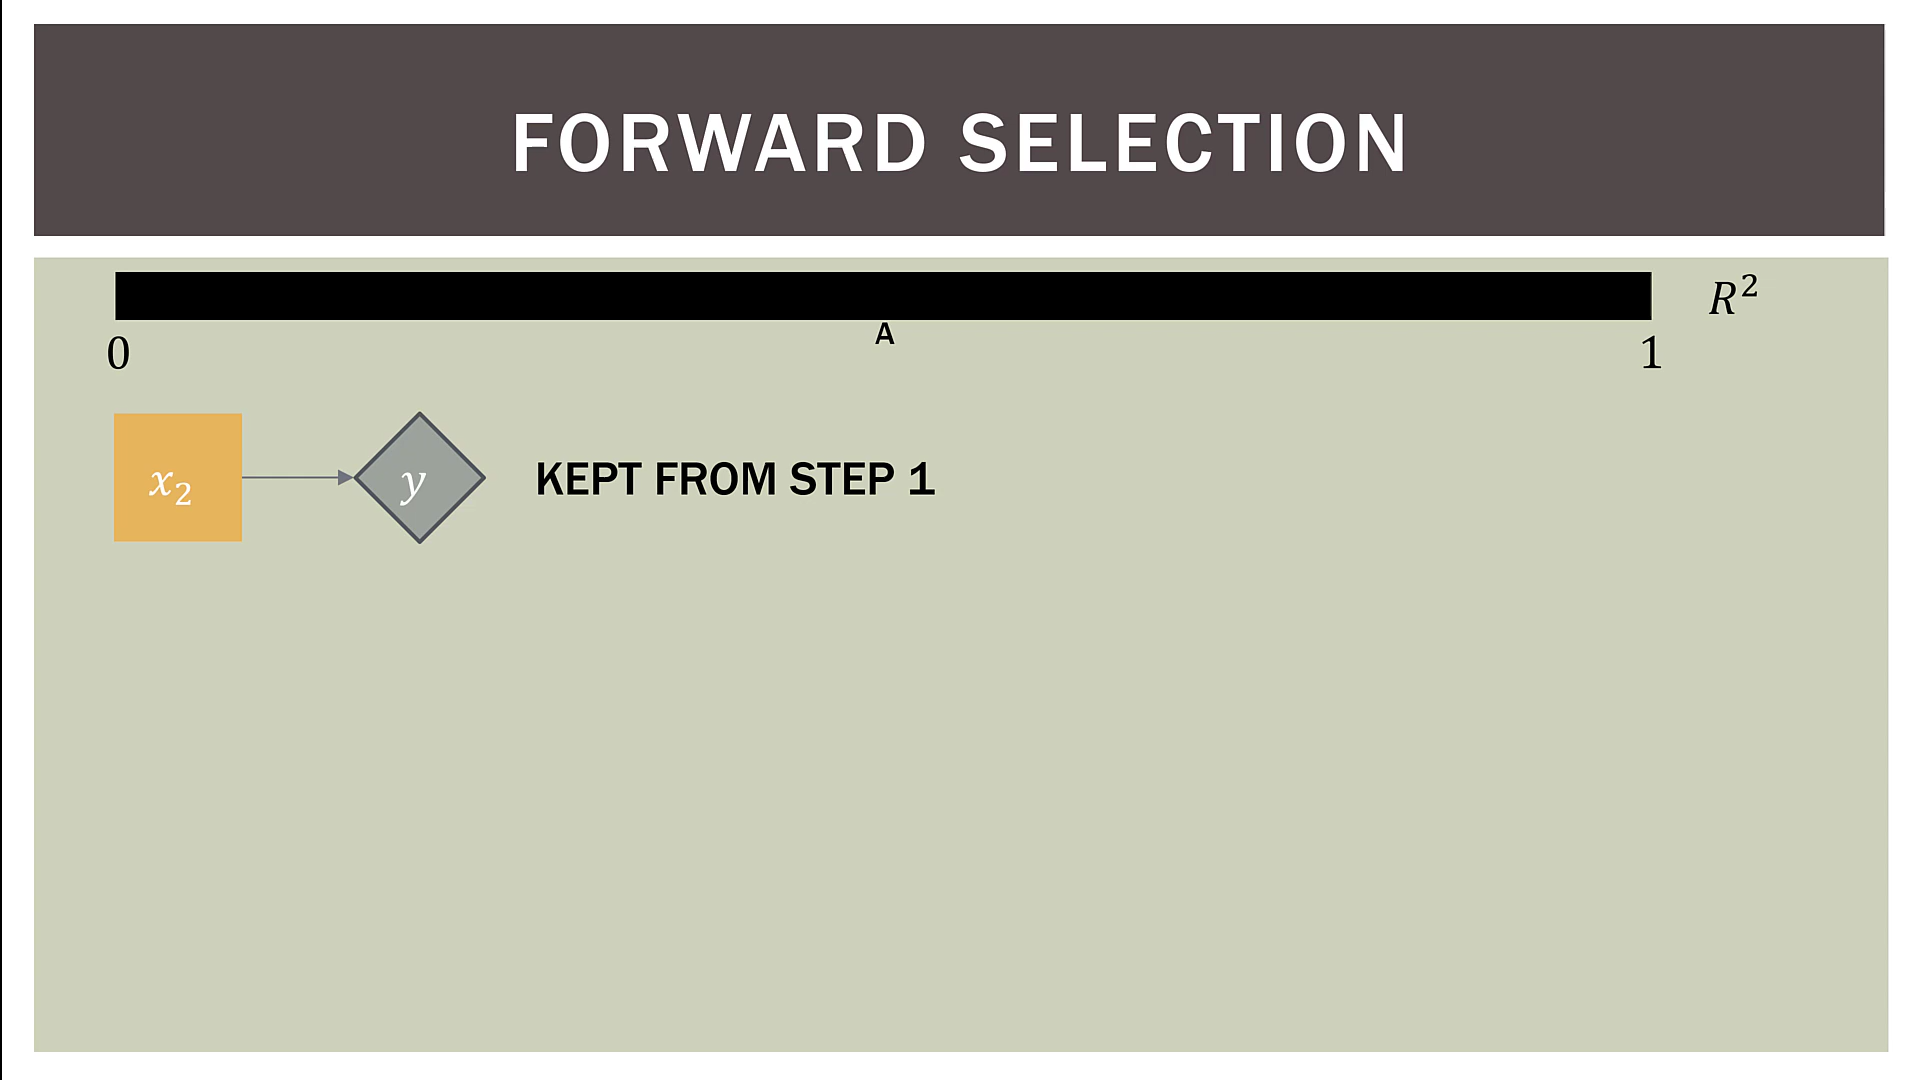 FORWARD SELECTION
R²
A
0 1
x₂ y KEPT FROM STEP 1